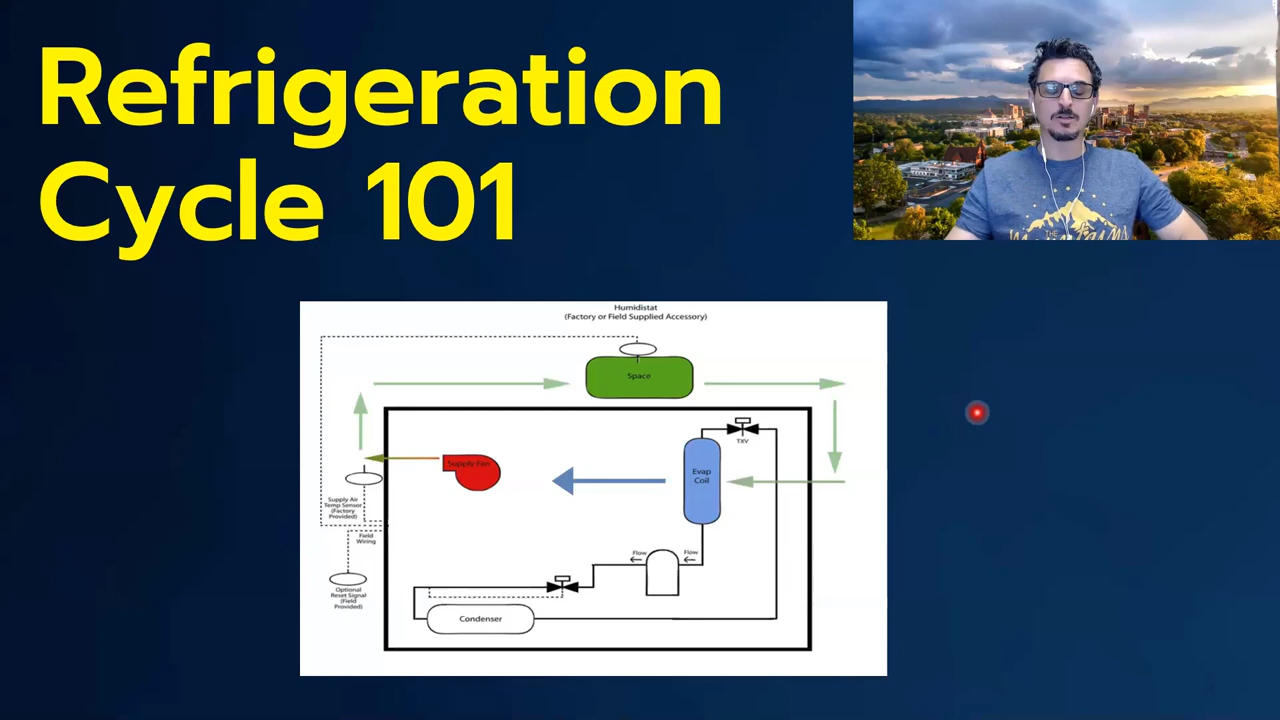 Refrigeration
Cycle 101
THE
Humidistat
(Factory or Field Supplied Accessory)
Space
TXV
Supply Fan
Evap
Coil
Supply Air
Temp Sensor
(Factory
Provided)
Field
Wiring
Flow
Flow
Optional
Reset Signal
(Field
Provided)
Condenser